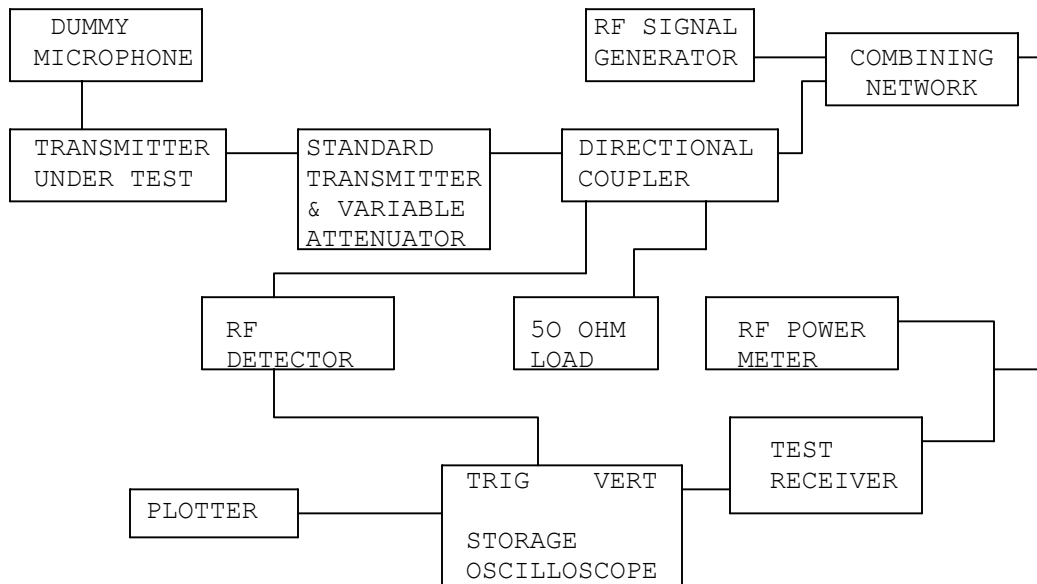 DUMMY
MICROPHONE
RF SIGNAL
GENERATOR
COMBINING
NETWORK
TRANSMITTER
UNDER TEST
STANDARD
TRANSMITTER
& VARIABLE
ATTENUATOR
DIRECTIONAL
COUPLER
RF
DETECTOR
50 OHM
LOAD
RF POWER
METER
TEST
RECEIVER
PLOTTER
TRIG VERT
STORAGE
OSCILLOSCOPE